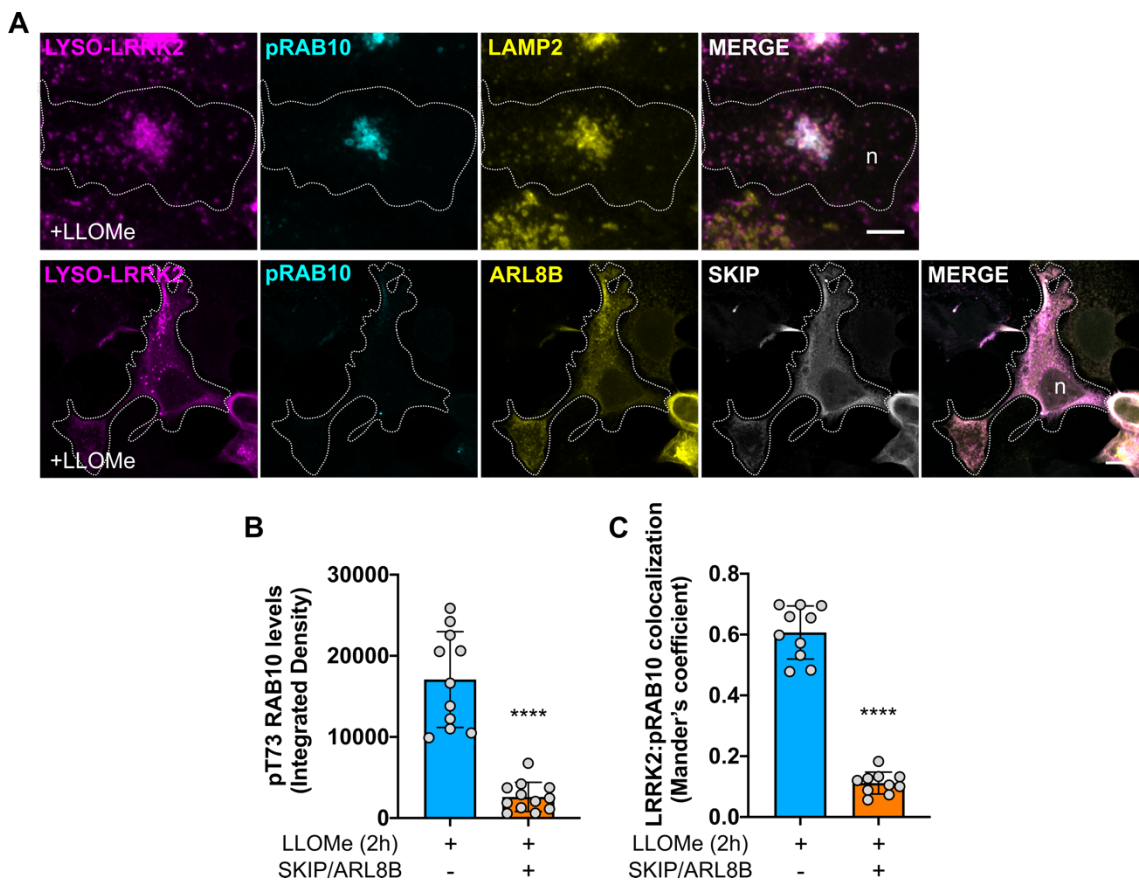 A
LYSO-LRRK2 pRAB10 LAMP2 MERGE
n
+LLOMe
LYSO-LRRK2 pRAB10 ARL8B SKIP MERGE
n
+LLOMe
B
pT73 RAB10 levels
(Integrated Density)
30000
20000
10000
0
****
LLOMe (2h) + +
SKIP/ARL8B - +
C
LRRK2:pRAB10 colocalization
(Mander's coefficient)
0.8
0.6
0.4
0.2
0.0
****
LLOMe (2h) + +
SKIP/ARL8B - +